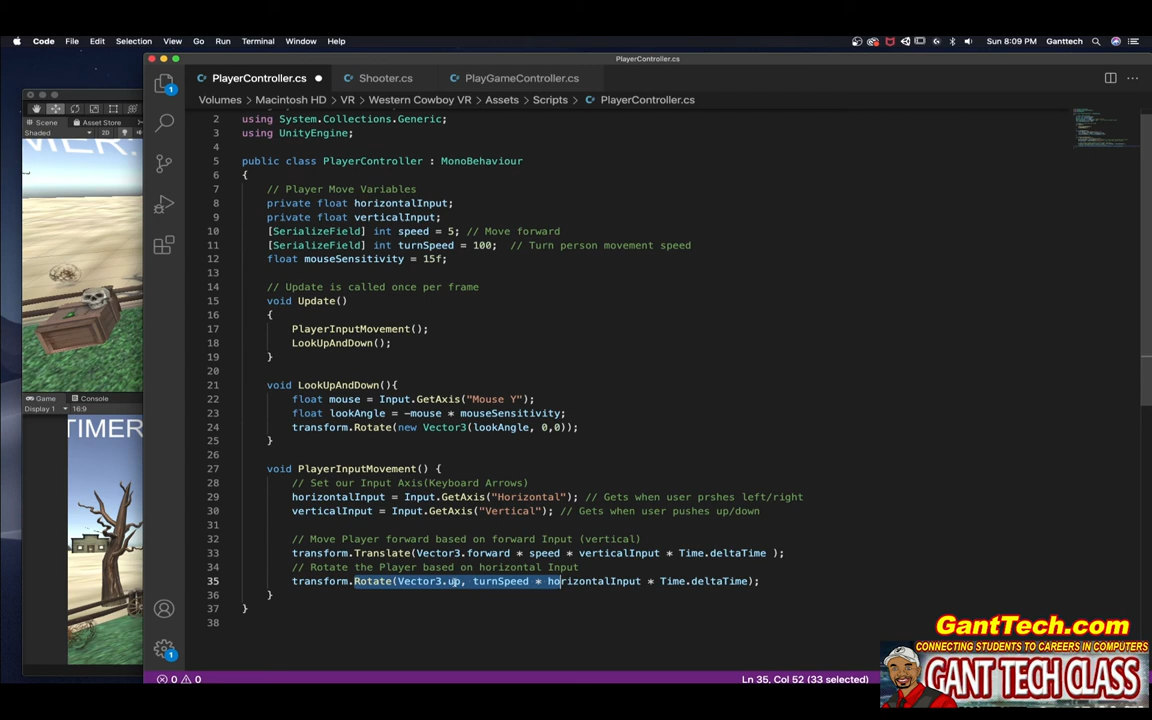 Code File Edit Selection View Go Run Terminal Window Help Sun 8:09 PM Ganttech
PlayerController.cs
PlayerController.cs Shooter.cs PlayGameController.cs
1
Volumes > Macintosh HD > VR > Western Cowboy VR > Assets > Scripts > PlayerController.cs
Scene Asset Store
Shaded 2D
TIMER:
Game Console
Display 1 16:9
TIMER
2 using System.Collections.Generic;
3 using UnityEngine;
4
5 public class PlayerController : MonoBehaviour
6 {
7 // Player Move Variables
8 private float horizontalInput;
9 private float verticalInput;
10 [SerializeField] int speed = 5; // Move forward
11 [SerializeField] int turnSpeed = 100; // Turn person movement speed
12 float mouseSensitivity = 15f;
13
14 // Update is called once per frame
15 void Update()
16 {
17 PlayerInputMovement();
18 LookUpAndDown();
19 }
20
21 void LookUpAndDown(){
22 float mouse = Input.GetAxis("Mouse Y");
23 float lookAngle = -mouse * mouseSensitivity;
24 transform.Rotate(new Vector3(lookAngle, 0,0));
25 }
26
27 void PlayerInputMovement() {
28 // Set our Input Axis(Keyboard Arrows)
29 horizontalInput = Input.GetAxis("Horizontal"); // Gets when user prshes left/right
30 verticalInput = Input.GetAxis("Vertical"); // Gets when user pushes up/down
31
32 // Move Player forward based on forward Input (vertical)
33 transform.Translate(Vector3.forward * speed * verticalInput * Time.deltaTime );
34 // Rotate the Player based on horizontal Input
35 transform.Rotate(Vector3.up, turnSpeed * horizontalInput * Time.deltaTime);
36 }
37 }
38
1
0 0 Ln 35, Col 52 (33 selected)
GantTech.com
CONNECTING STUDENTS TO CAREERS IN COMPUTERS
GANT TECH CLASS